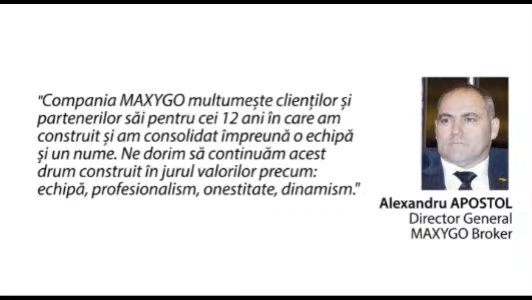 "Compania MAXYGO multumește clienților și
partenerilor săi pentru cei 12 ani în care am
construit și am consolidat împreună o echipă
și un nume. Ne dorim să continuăm acest
drum construit în jurul valorilor precum:
echipă, profesionalism, onestitate, dinamism."
Alexandru APOSTOL
Director General
MAXYGO Broker